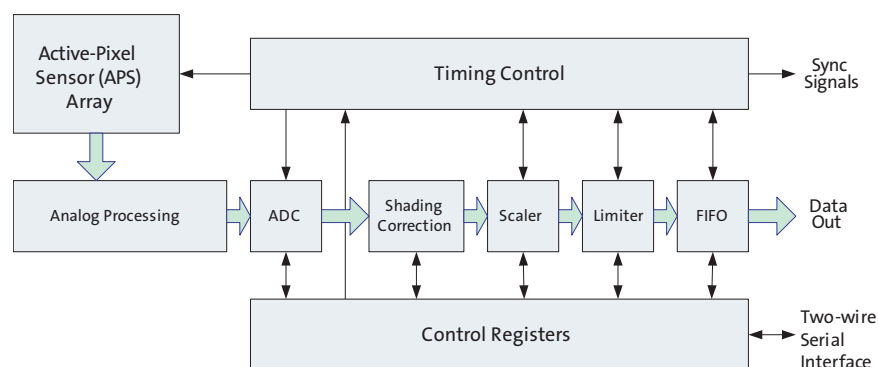 Active-Pixel
Sensor (APS)
Array
Timing Control
Sync
Signals
Analog Processing
ADC
Shading
Correction
Scaler
Limiter
FIFO
Data
Out
Control Registers
Two-wire
Serial
Interface